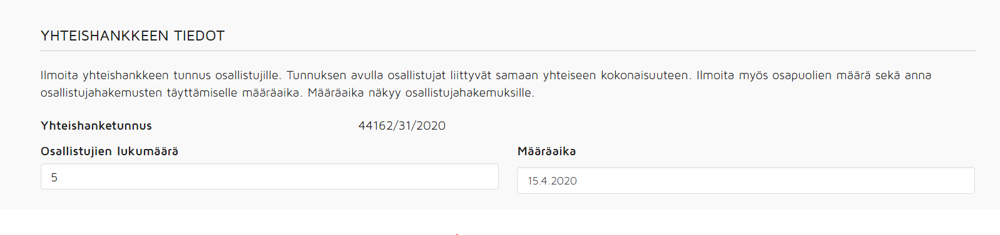 YHTEISHANKKEEN TIEDOT
Ilmoita yhteishankkeen tunnus osallistujille. Tunnuksen avulla osallistujat liittyvät samaan yhteiseen kokonaisuuteen. Ilmoita myös osapuolien määrä sekä anna
osallistujahakemusten täyttämiselle määräaika. Määräaika näkyy osallistujahakemuksille.
Yhteishanketunnus 44162/31/2020
Osallistujien lukumäärä Määräaika
5 15.4.2020